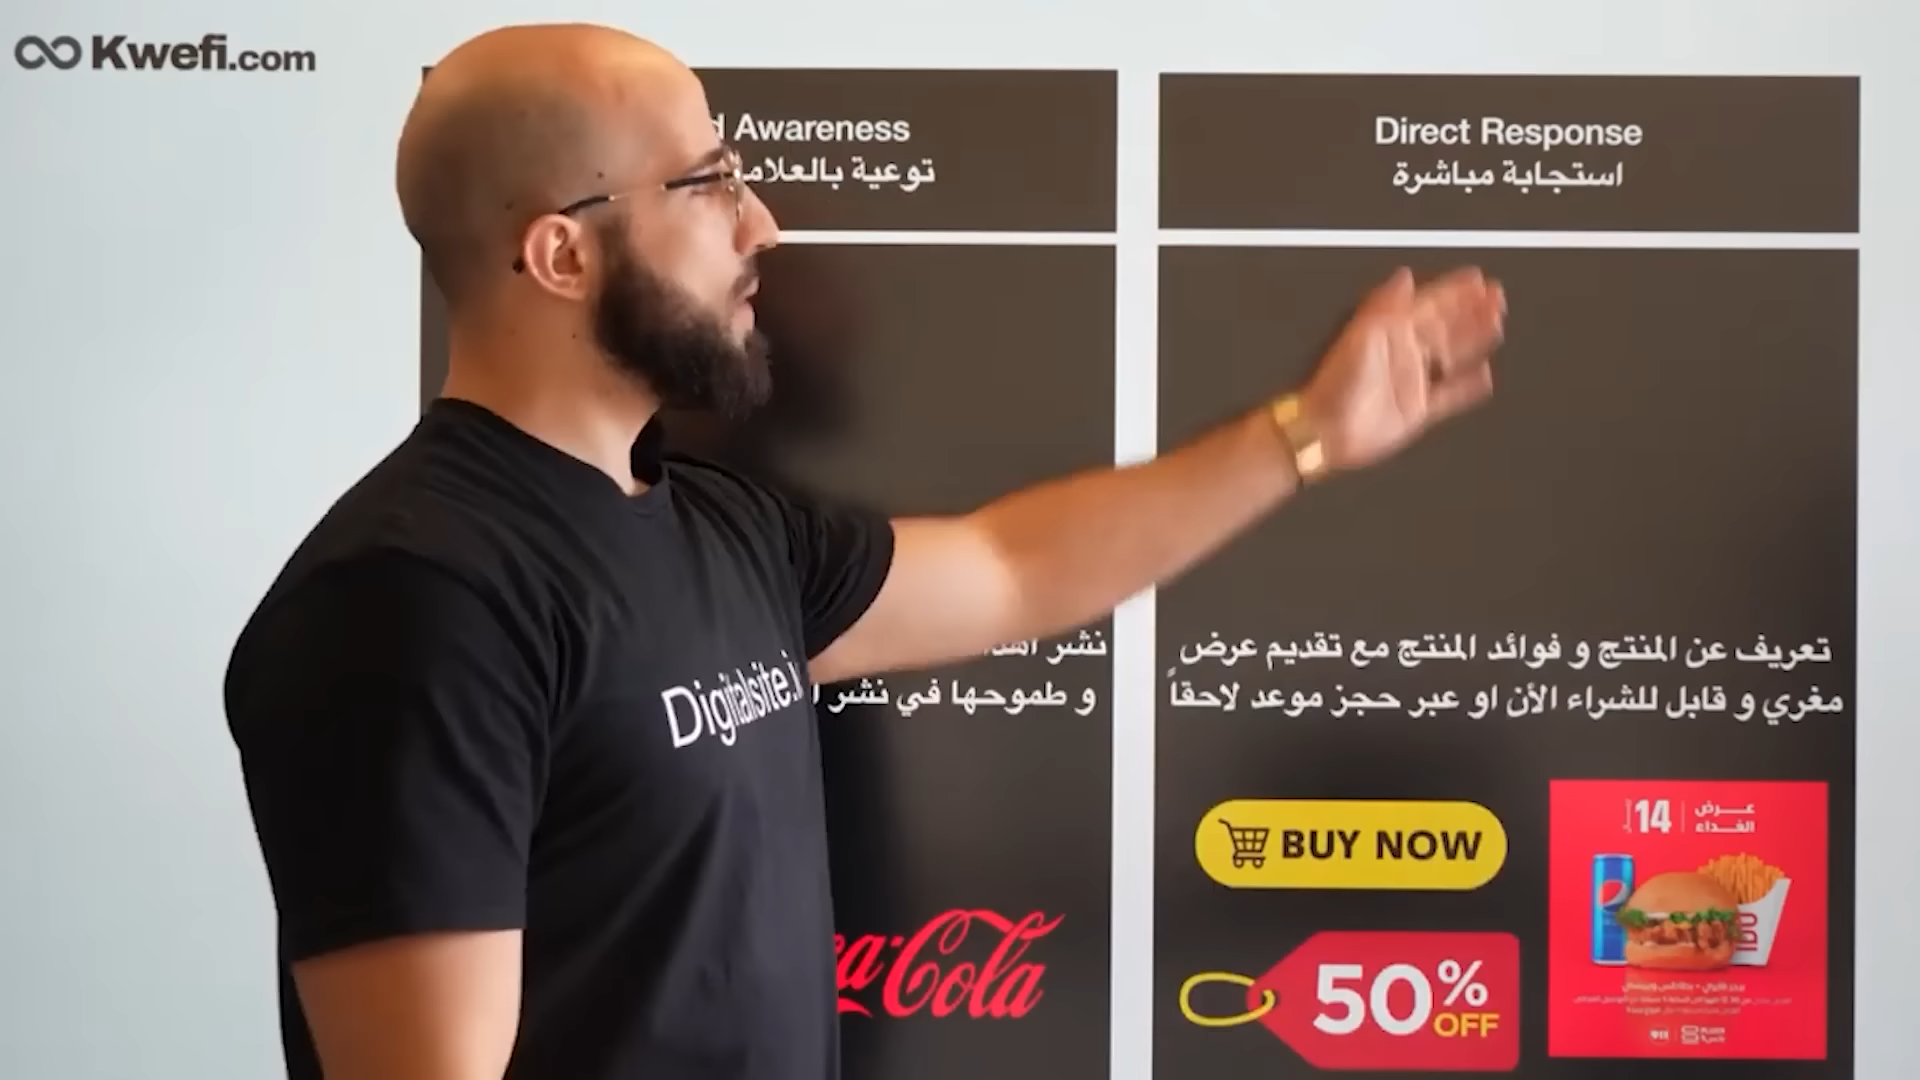 Kwefi.com
Awareness
توعية بالعلامة
Direct Response
استجابة مباشرة
نشر
و طموحها في نشر
تعريف عن المنتج و فوائد المنتج مع تقديم عرض
مغري و قابل للشراء الأن او عبر حجز موعد لاحقاً
Digitalsite.i
BUY NOW
Cola
50% OFF
14
عرض
الغداء